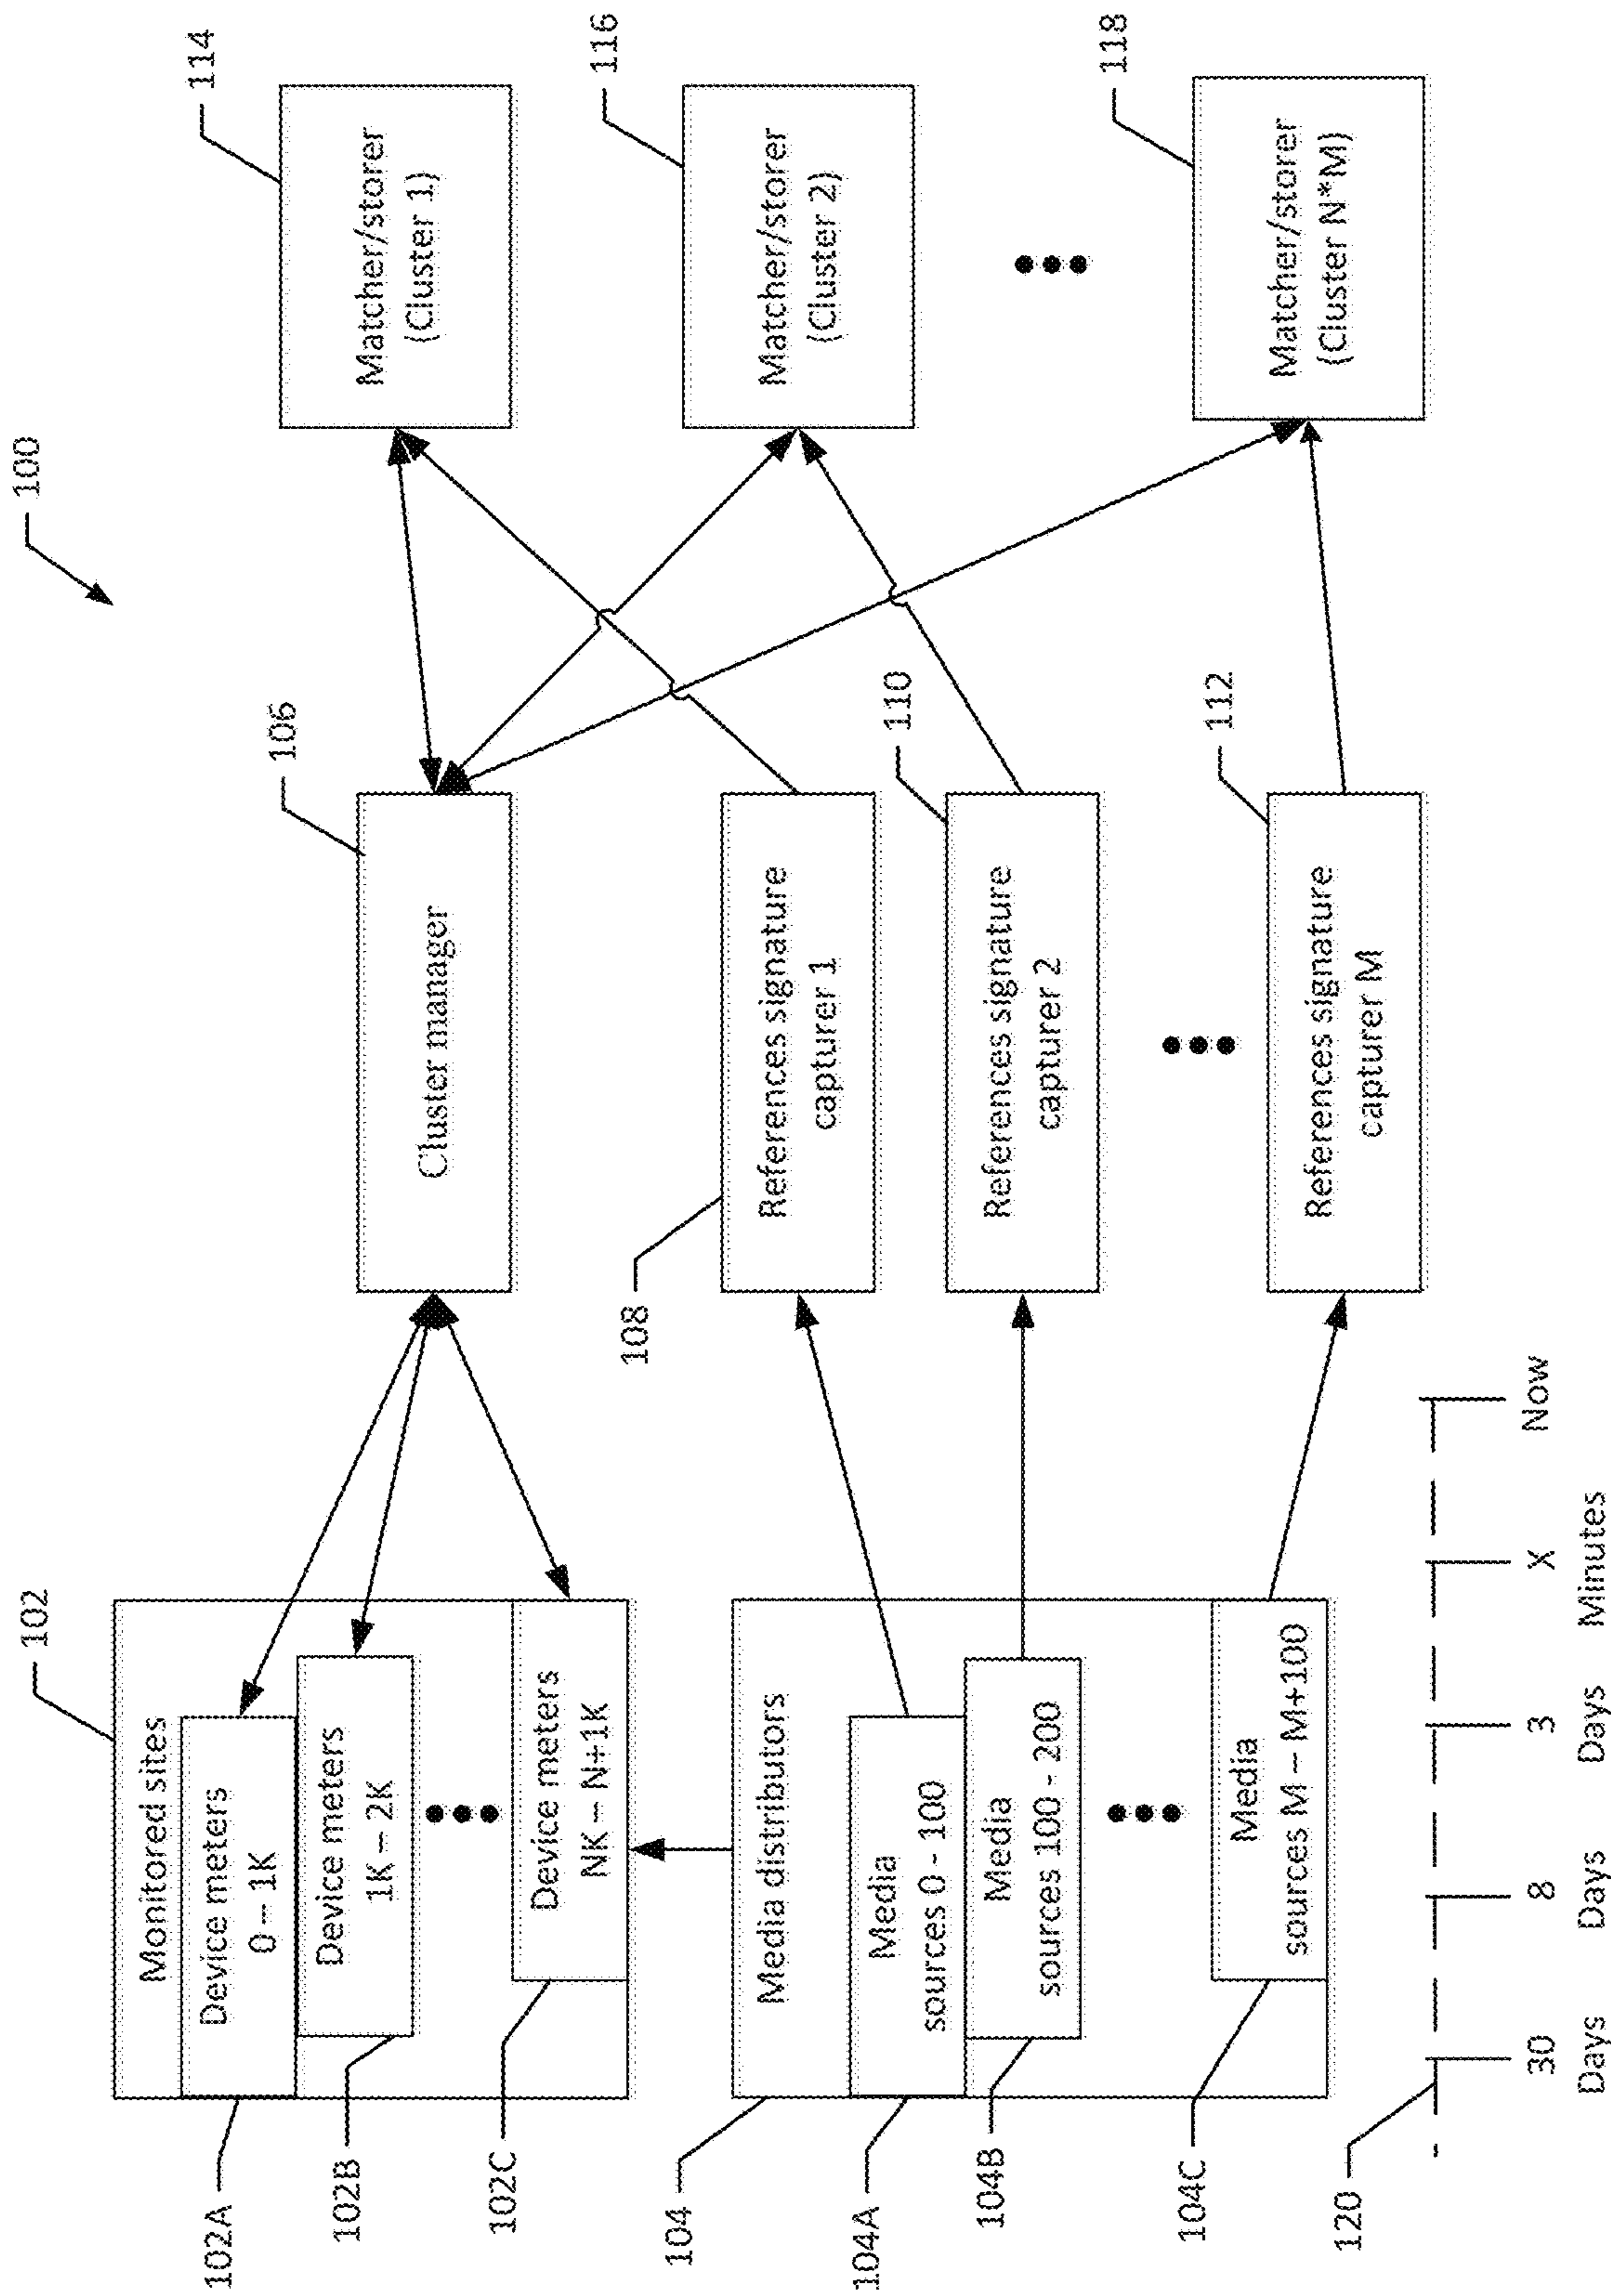 100
102
Monitored sites
Device meters
0 – 1K
102A
Device meters
1K – 2K
102B
Device meters
NK – N+1K
102C
Media distributors
104
Media
sources 0 - 100
104A
Media
sources 100 - 200
104B
Media
sources M – M+100
104C
106
Cluster manager
108
References signature
capturer 1
110
References signature
capturer 2
112
References signature
capturer M
114
Matcher/storer
(Cluster 1)
116
Matcher/storer
(Cluster 2)
118
Matcher/storer
(Cluster N*M)
120
30 8 3 X Now
Days Days Days Minutes